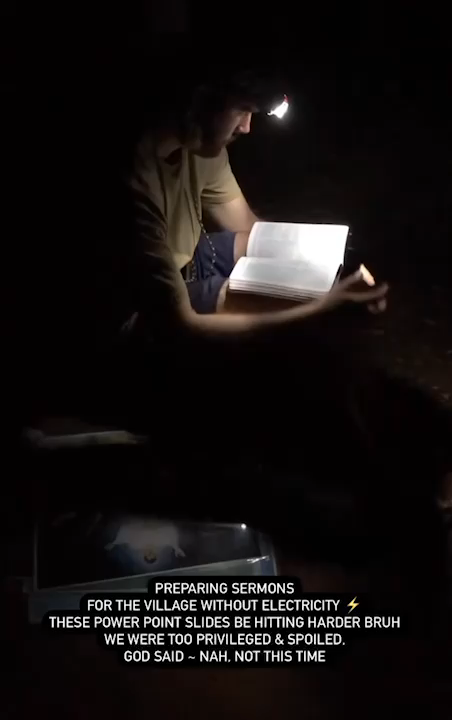 PREPARING SERMONS
FOR THE VILLAGE WITHOUT ELECTRICITY ⚡
THESE POWER POINT SLIDES BE HITTING HARDER BRUH
WE WERE TOO PRIVILEGED & SPOILED.
GOD SAID ~ NAH, NOT THIS TIME